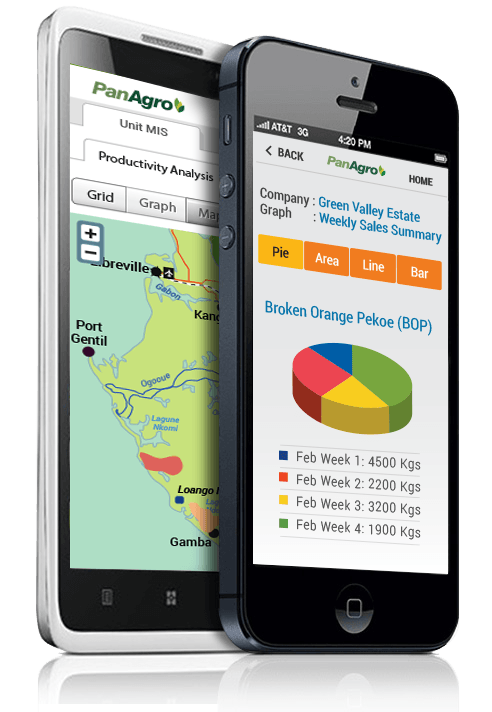 PanAgro
Unit MIS
Productivity Analysis
Grid
Graph
Libreville
Gabon
Port
Gentil
Ogooue
Lagune
Nkomi
Loango
Gamba
AT&T 3G
4:20 PM
BACK
PanAgro
HOME
Company : Green Valley Estate
Graph : Weekly Sales Summary
Pie
Area
Line
Bar
Broken Orange Pekoe (BOP)
Feb Week 1: 4500 Kgs
Feb Week 2: 2200 Kgs
Feb Week 3: 3200 Kgs
Feb Week 4: 1900 Kgs